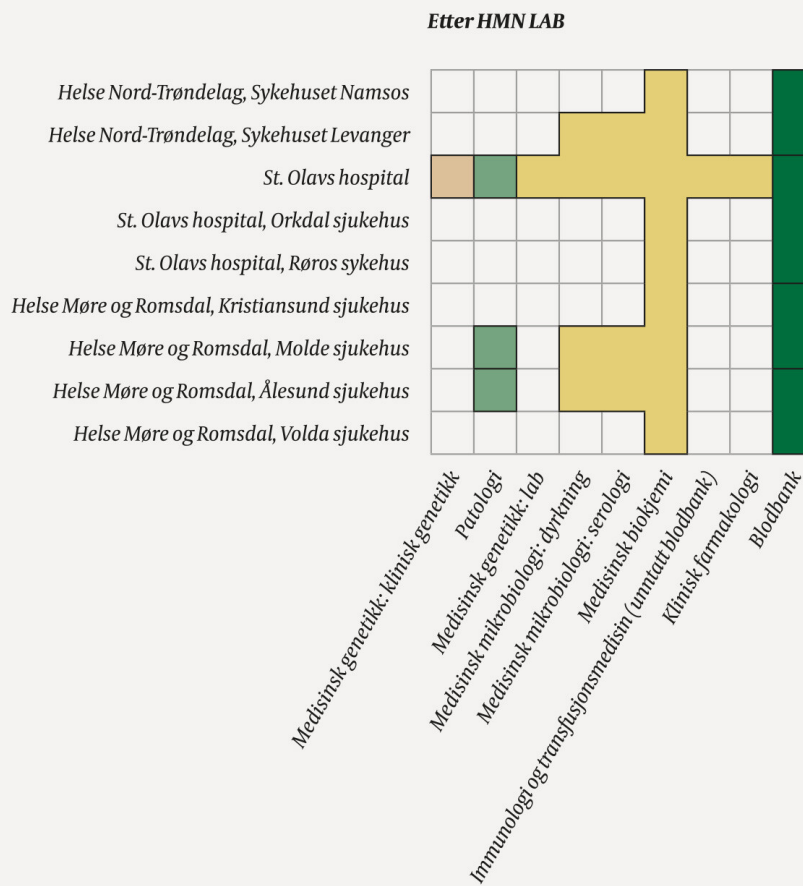 Etter HMN LAB
Helse Nord-Trøndelag, Sykehuset Namsos
Helse Nord-Trøndelag, Sykehuset Levanger
St. Olavs hospital
St. Olavs hospital, Orkdal sjukehus
St. Olavs hospital, Røros sykehus
Helse Møre og Romsdal, Kristiansund sjukehus
Helse Møre og Romsdal, Molde sjukehus
Helse Møre og Romsdal, Ålesund sjukehus
Helse Møre og Romsdal, Volda sjukehus
Medisinsk genetikk: klinisk genetikk
Patologi
Medisinsk genetikk: lab
Medisinsk mikrobiologi: dyrkning
Medisinsk mikrobiologi: serologi
Medisinsk biokjemi
Immunologi og transfusjonsmedisin (unntatt blodbank)
Klinisk farmakologi
Blodbank